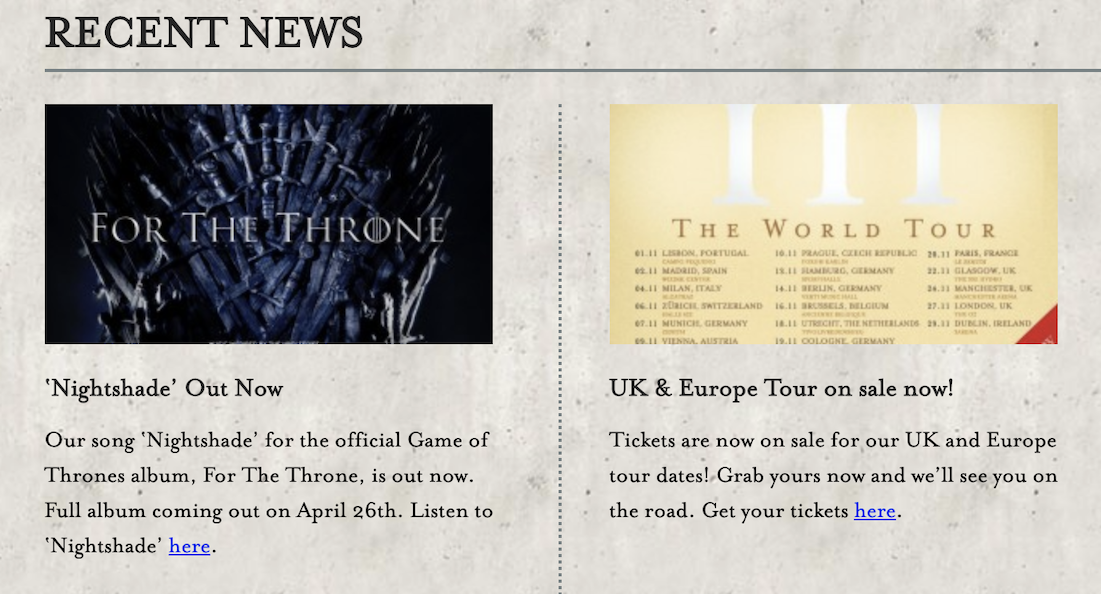 RECENT NEWS
FOR THE THRONE
'Nightshade' Out Now
Our song 'Nightshade' for the official Game of
Thrones album, For The Throne, is out now.
Full album coming out on April 26th. Listen to
'Nightshade' here.
III
THE WORLD TOUR
01.11 LISBON, PORTUGAL
CAMPO PEQUENO
02.11 MADRID, SPAIN
04.11 MILAN, ITALY
ALCATRAZ
06.11 ZÜRICH, SWITZERLAND
07.11 MUNICH, GERMANY
09.11 VIENNA, AUSTRIA
10.11 PRAGUE, CZECH REPUBLIC
HAMBURG, GERMANY
14.11 BERLIN, GERMANY
16.11 BRUSSELS, BELGIUM
ANCIENNE BELGIQUE
18.11 UTRECHT, THE NETHERLANDS
19.11 COLOGNE, GERMANY
PARIS, FRANCE
22.11 GLASGOW, UK
24.11 MANCHESTER, UK
MANCHESTER ARENA
27.11 LONDON, UK
29.11 DUBLIN, IRELAND
UK & Europe Tour on sale now!
Tickets are now on sale for our UK and Europe
tour dates! Grab yours now and we'll see you on
the road. Get your tickets here.